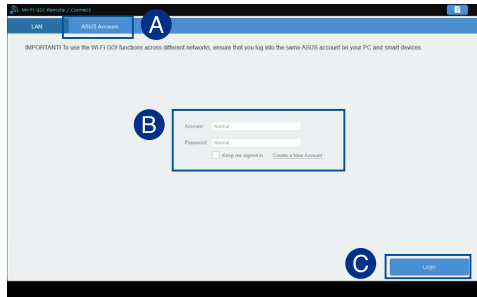 Wi-Fi GO! Remote / Connect
?
LAN
ASUS Account
A
IMPORTANT! To use the Wi-Fi GO! functions across different networks, ensure that you log into the same ASUS account on your PC and smart devices.
B
Account: Normal
Password: Normal
Keep me signed in Create a New Account
C
Login